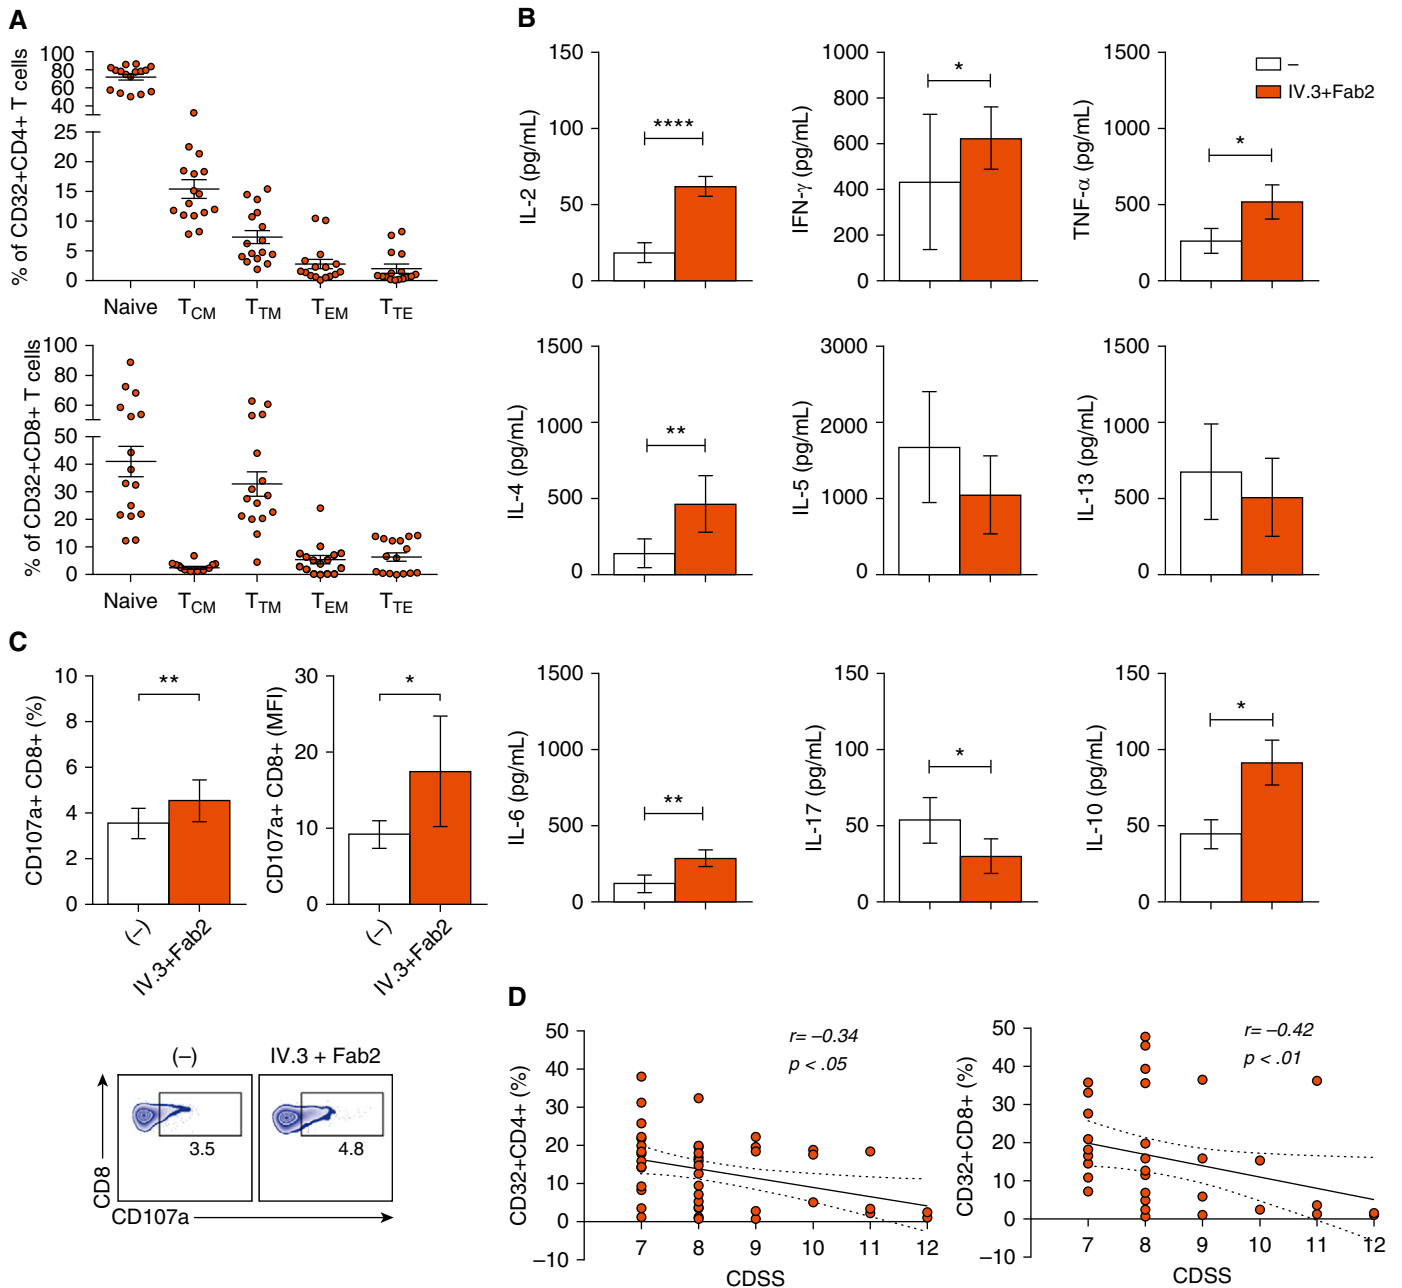 A
% of CD32+CD4+ T cells
100
80
60
40
25
20
15
10
5
0
Naive TCM TTM TEM TTE
% of CD32+CD8+ T cells
100
80
60
50
40
30
20
10
0
Naive TCM TTM TEM TTE
B
IL-2 (pg/mL)
150
100
50
0
****
IFN-γ (pg/mL)
1000
800
600
400
200
0
*
TNF-α (pg/mL)
1500
1000
500
0
*
–
IV.3+Fab2
IL-4 (pg/mL)
1500
1000
500
0
**
IL-5 (pg/mL)
3000
2000
1000
0
IL-13 (pg/mL)
1500
1000
500
0
IL-6 (pg/mL)
1500
1000
500
0
**
IL-17 (pg/mL)
150
100
50
0
*
IL-10 (pg/mL)
150
100
50
0
*
C
CD107a+ CD8+ (%)
10
8
6
4
2
0
**
(–) IV.3+Fab2
CD107a+ CD8+ (MFI)
30
20
10
0
*
(–) IV.3+Fab2
(–) IV.3 + Fab2
3.5 4.8
CD8
CD107a
D
CD32+CD4+ (%)
50
40
30
20
10
0
–10
r= –0.34
p < .05
7 8 9 10 11 12
CDSS
CD32+CD8+ (%)
50
40
30
20
10
0
–10
r= –0.42
p < .01
7 8 9 10 11 12
CDSS